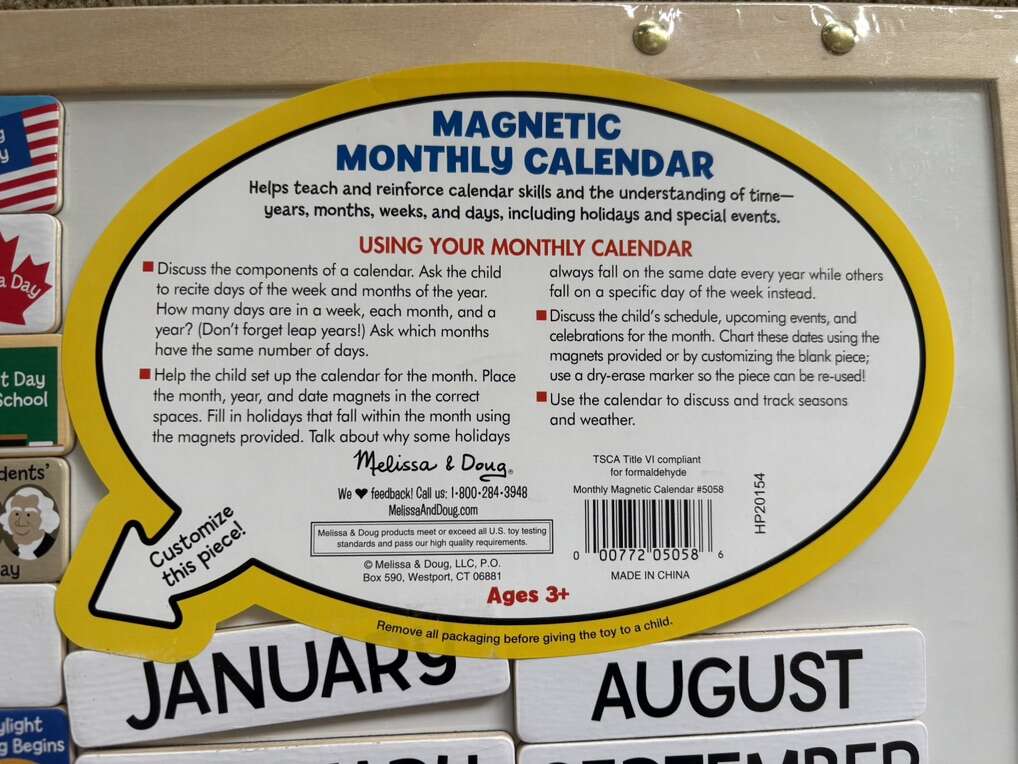 MAGNETIC
MONTHLY CALENDAR
Helps teach and reinforce calendar skills and the understanding of time—
years, months, weeks, and days, including holidays and special events.
USING YOUR MONTHLY CALENDAR
■ Discuss the components of a calendar. Ask the child
to recite days of the week and months of the year.
How many days are in a week, each month, and a
year? (Don't forget leap years!) Ask which months
have the same number of days.
■ Help the child set up the calendar for the month. Place
the month, year, and date magnets in the correct
spaces. Fill in holidays that fall within the month using
the magnets provided. Talk about why some holidays
always fall on the same date every year while others
fall on a specific day of the week instead.
■ Discuss the child's schedule, upcoming events, and
celebrations for the month. Chart these dates using the
magnets provided or by customizing the blank piece;
use a dry-erase marker so the piece can be re-used!
■ Use the calendar to discuss and track seasons
and weather.
Melissa & Doug®
We ♥ feedback! Call us: 1-800-284-3948
MelissaAndDoug.com
Melissa & Doug products meet or exceed all U.S. toy testing
standards and pass our high quality requirements.
© Melissa & Doug, LLC, P.O.
Box 590, Westport, CT 06881
TSCA Title VI compliant
for formaldehyde
Monthly Magnetic Calendar #5058
0 00772 05058 6
MADE IN CHINA
HP20154
Ages 3+
Remove all packaging before giving the toy to a child.
Customize
this piece!
a Day
t Day
School
dents'
ay
ylight
g Begins
JANUARY
AUGUST
SEPTEMBER